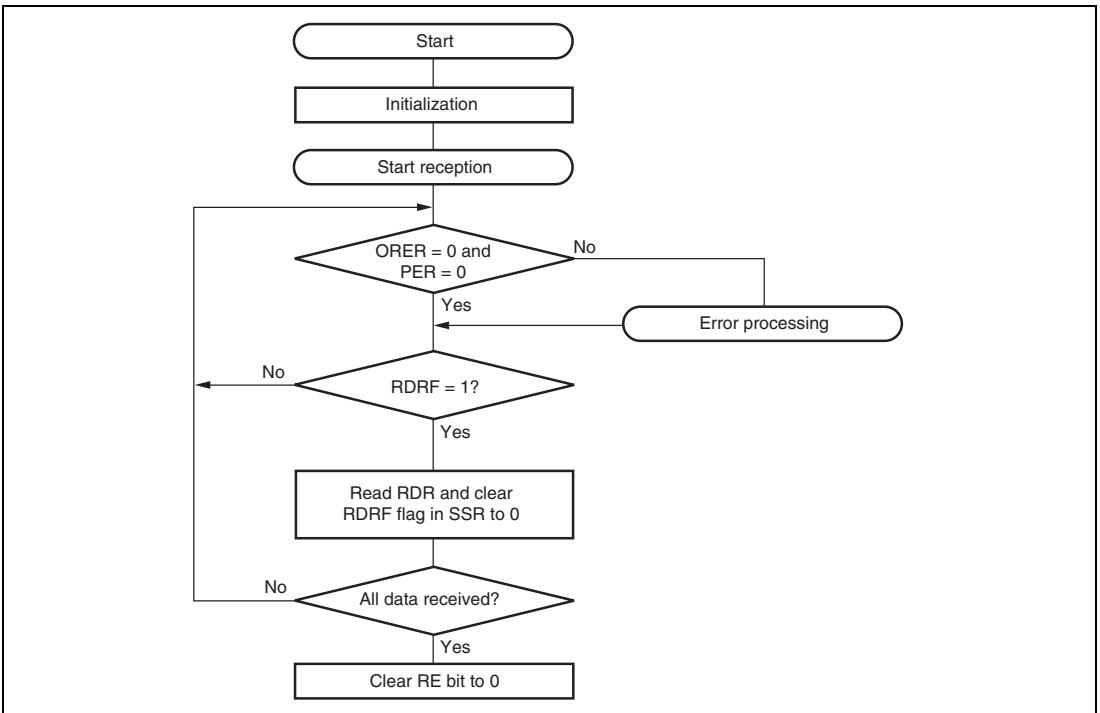 Start
Initialization
Start reception
ORER = 0 and
PER = 0
No
Yes
Error processing
No
RDRF = 1?
Yes
Read RDR and clear
RDRF flag in SSR to 0
No
All data received?
Yes
Clear RE bit to 0